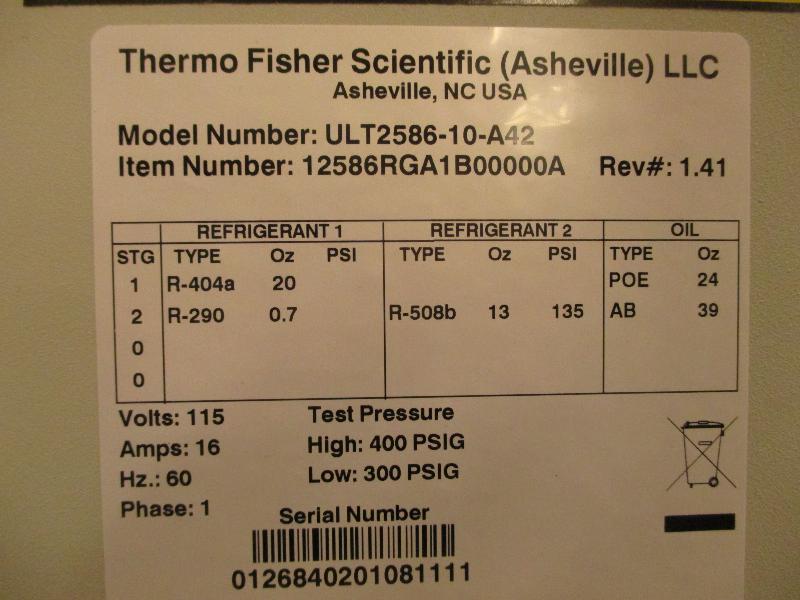 Thermo Fisher Scientific (Asheville) LLC
Asheville, NC USA
Model Number: ULT2586-10-A42
Item Number: 12586RGA1B00000A Rev#: 1.41
REFRIGERANT 1 REFRIGERANT 2 OIL
STG TYPE Oz PSI TYPE Oz PSI TYPE Oz
1 R-404a 20 POE 24
2 R-290 0.7 R-508b 13 135 AB 39
0
0
Volts: 115 Test Pressure
Amps: 16 High: 400 PSIG
Hz.: 60 Low: 300 PSIG
Phase: 1
Serial Number
0126840201081111